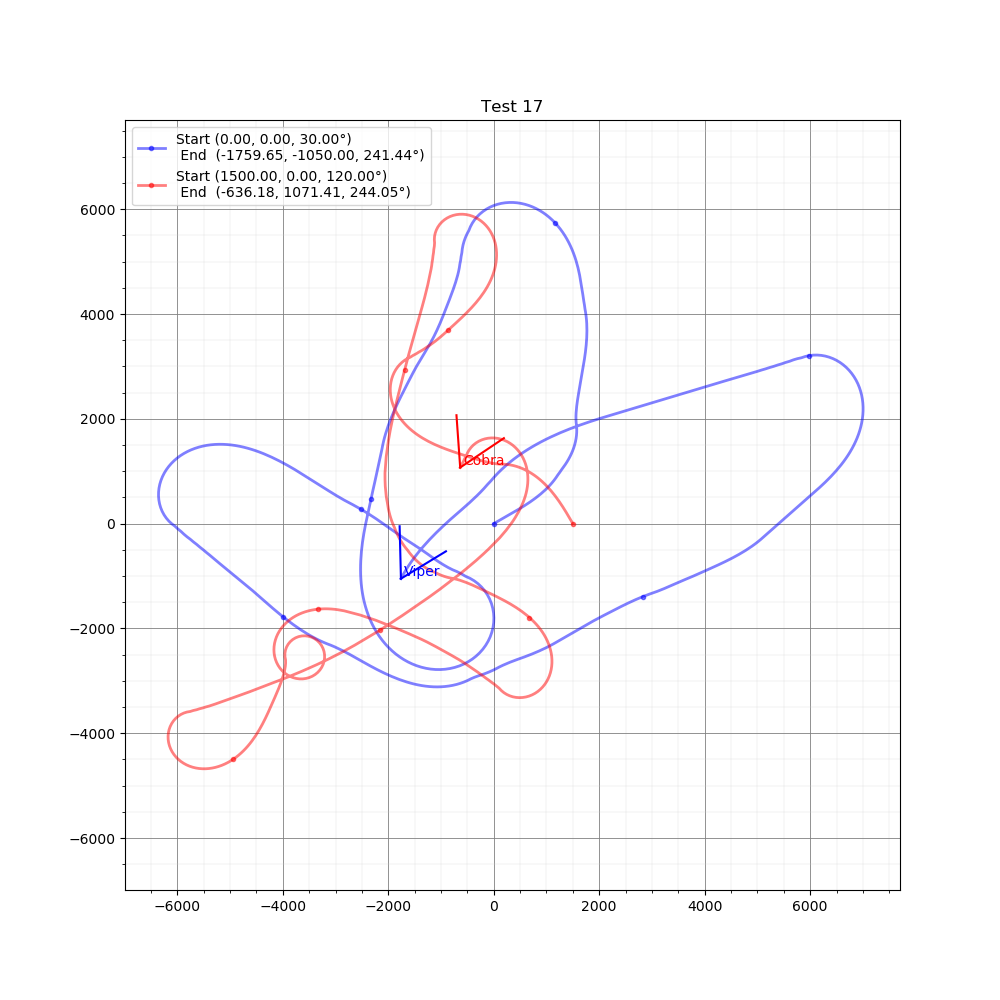 Test 17
Start (0.00, 0.00, 30.00°)
End  (-1759.65, -1050.00, 241.44°)
Start (1500.00, 0.00, 120.00°)
End  (-636.18, 1071.41, 244.05°)
6000
4000
2000
Cobra
0
Viper
−2000
−4000
−6000
−6000 −4000 −2000 0 2000 4000 6000